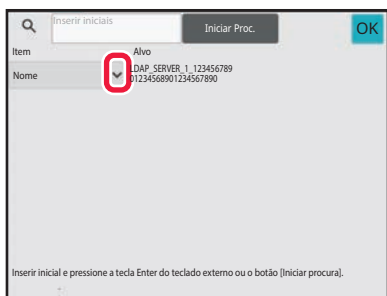 Inserir iniciais
Iniciar Proc.
OK
Item
Alvo
Nome
LDAP_SERVER_1_123456789
01234568901234567890
Inserir inicial e pressione a tecla Enter do teclado externo ou o botão [Iniciar procura].